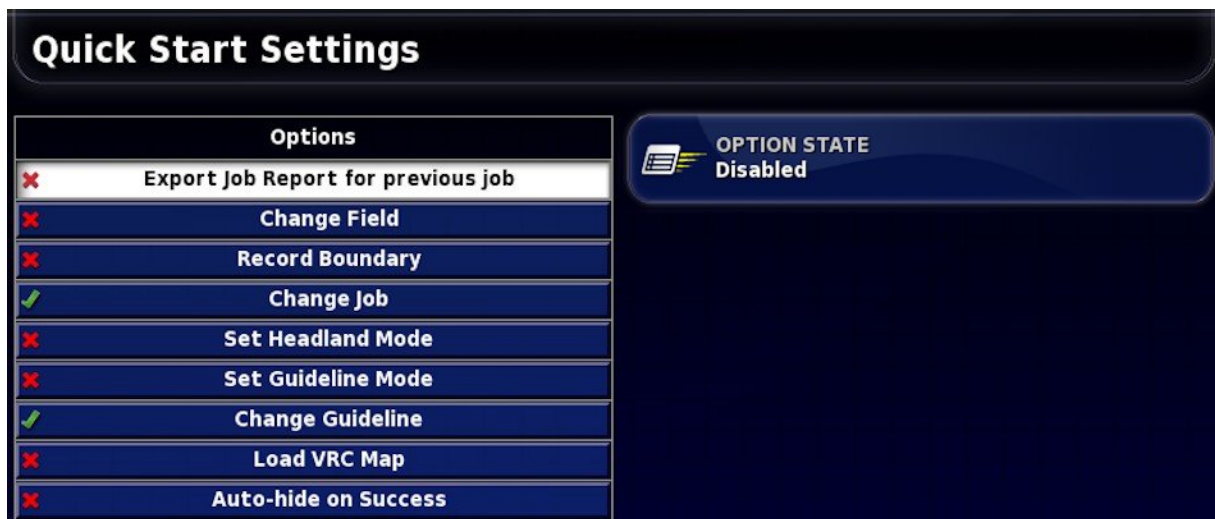 Quick Start Settings
Options
Export Job Report for previous job
Change Field
Record Boundary
Change Job
Set Headland Mode
Set Guideline Mode
Change Guideline
Load VRC Map
Auto-hide on Success
OPTION STATE
Disabled